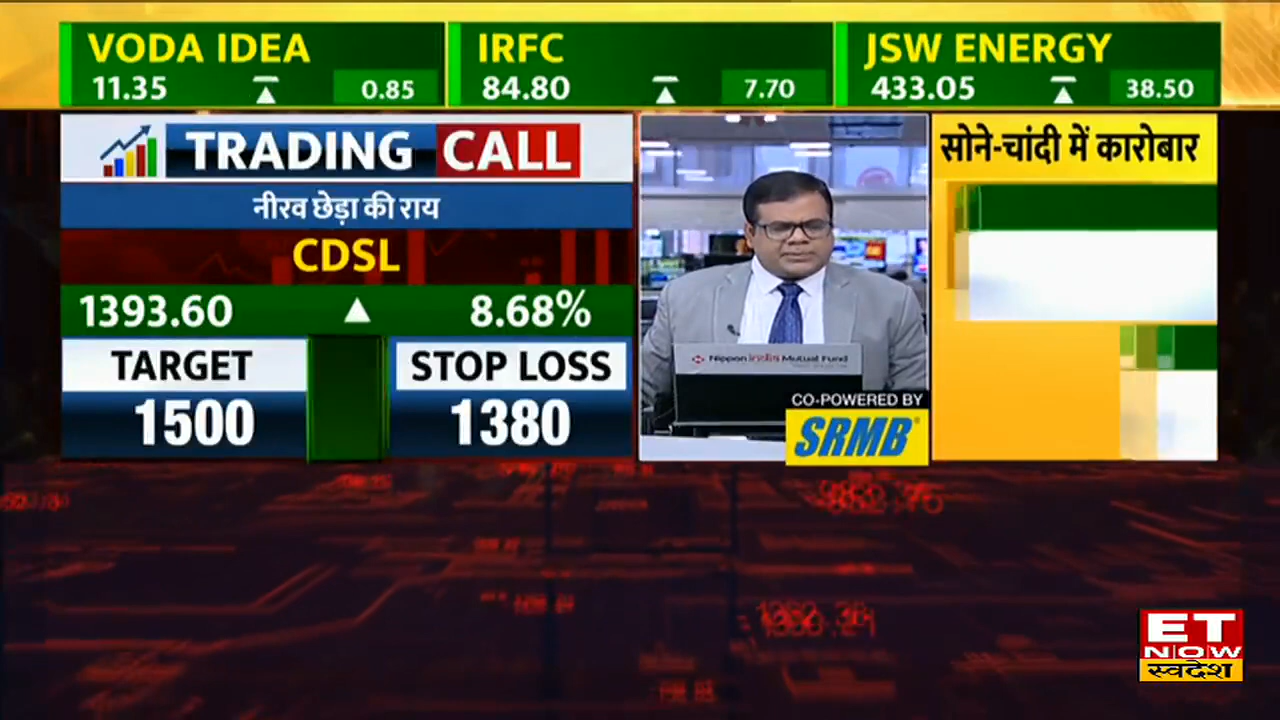 VODA IDEA
11.35 0.85
IRFC
84.80 7.70
JSW ENERGY
433.05 38.50
TRADING CALL
नीरव छेड़ा की राय
CDSL
1393.60 8.68%
TARGET
1500
STOP LOSS
1380
Nippon India Mutual Fund
CO-POWERED BY
SRMB
सोने-चांदी में कारोबार
ET
NOW
स्वदेश